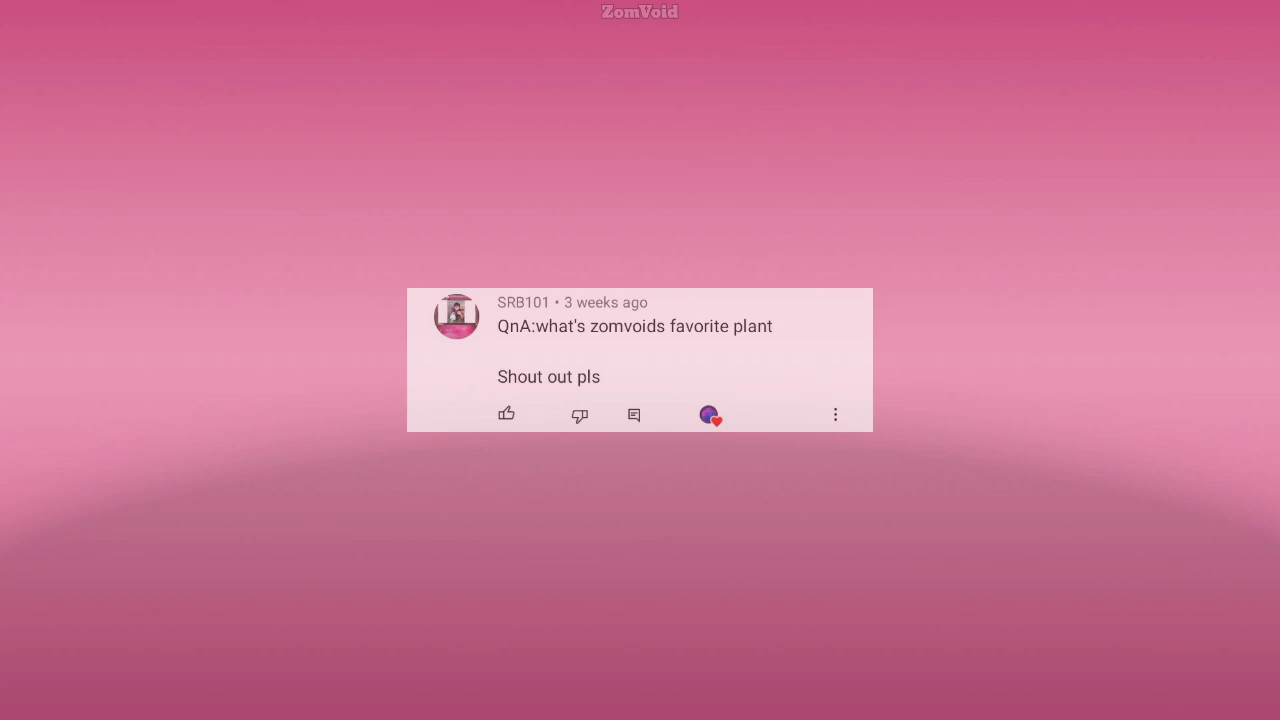 ZomVoid
SRB101 • 3 weeks ago
QnA:what's zomvoids favorite plant
Shout out pls